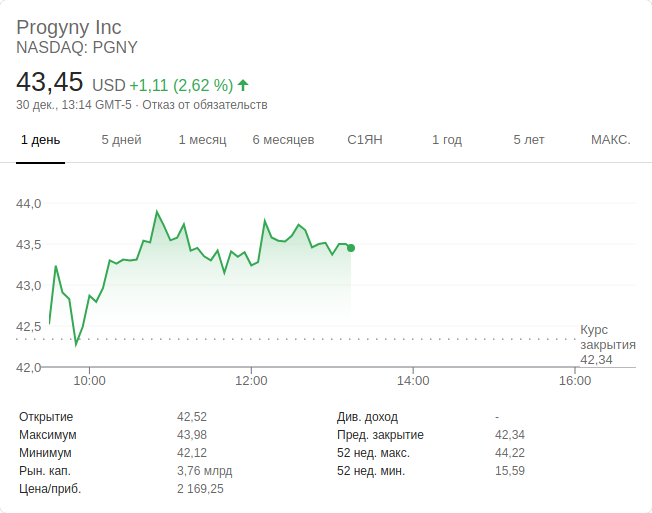 Progyny Inc
NASDAQ: PGNY
43,45 USD +1,11 (2,62 %)
30 дек., 13:14 GMT-5 · Отказ от обязательств
1 день 5 дней 1 месяц 6 месяцев С1ЯН 1 год 5 лет МАКС.
44,0
43,5
43,0
42,5
42,0
Курс
закрытия
42,34
10:00 12:00 14:00 16:00
Открытие 42,52 Див. доход -
Максимум 43,98 Пред. закрытие 42,34
Минимум 42,12 52 нед. макс. 44,22
Рын. кап. 3,76 млрд 52 нед. мин. 15,59
Цена/приб. 2 169,25